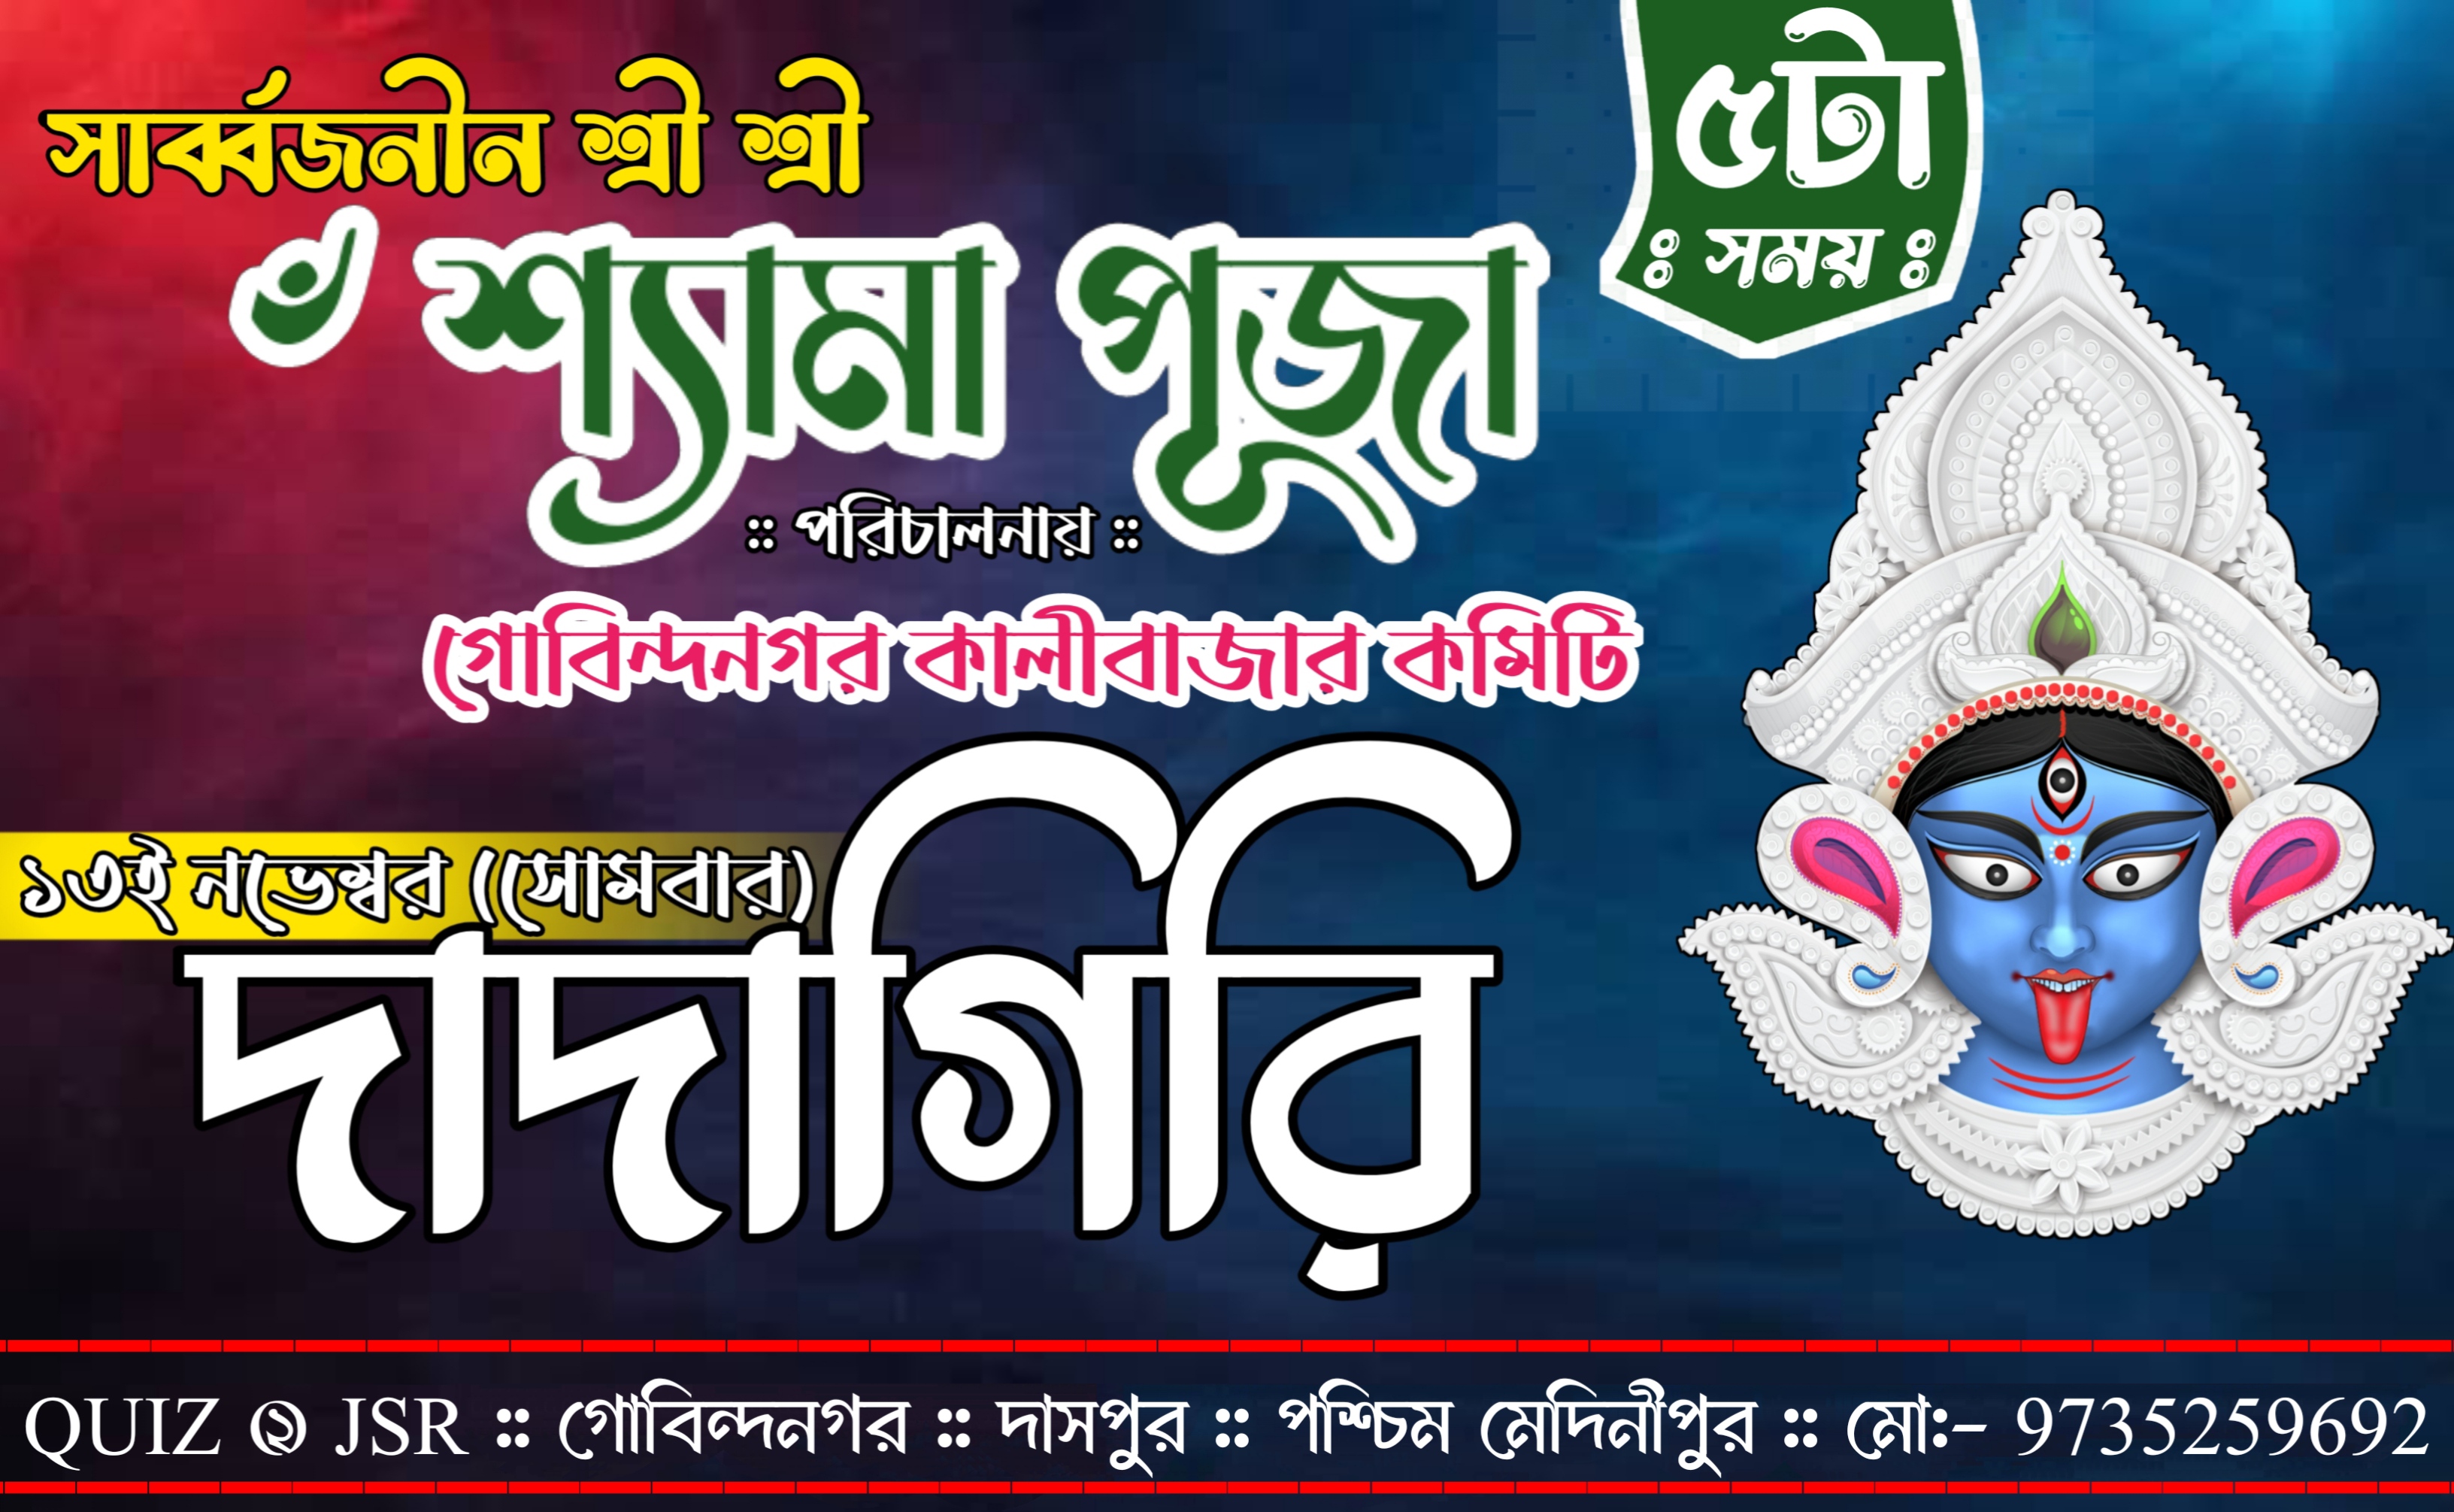 সার্ব্বজনীন শ্রী শ্রী
৺ শ্যামা পূজা
৫টা
ঃ সময় ঃ
:: পরিচালনায় ::
গোবিন্দনগর কালীবাজার কমিটি
১৩ই নভেম্বর (সোমবার)
দাদাগিরি
QUIZ @ JSR :: গোবিন্দনগর :: দাসপুর :: পশ্চিম মেদিনীপুর :: মো:- 9735259692